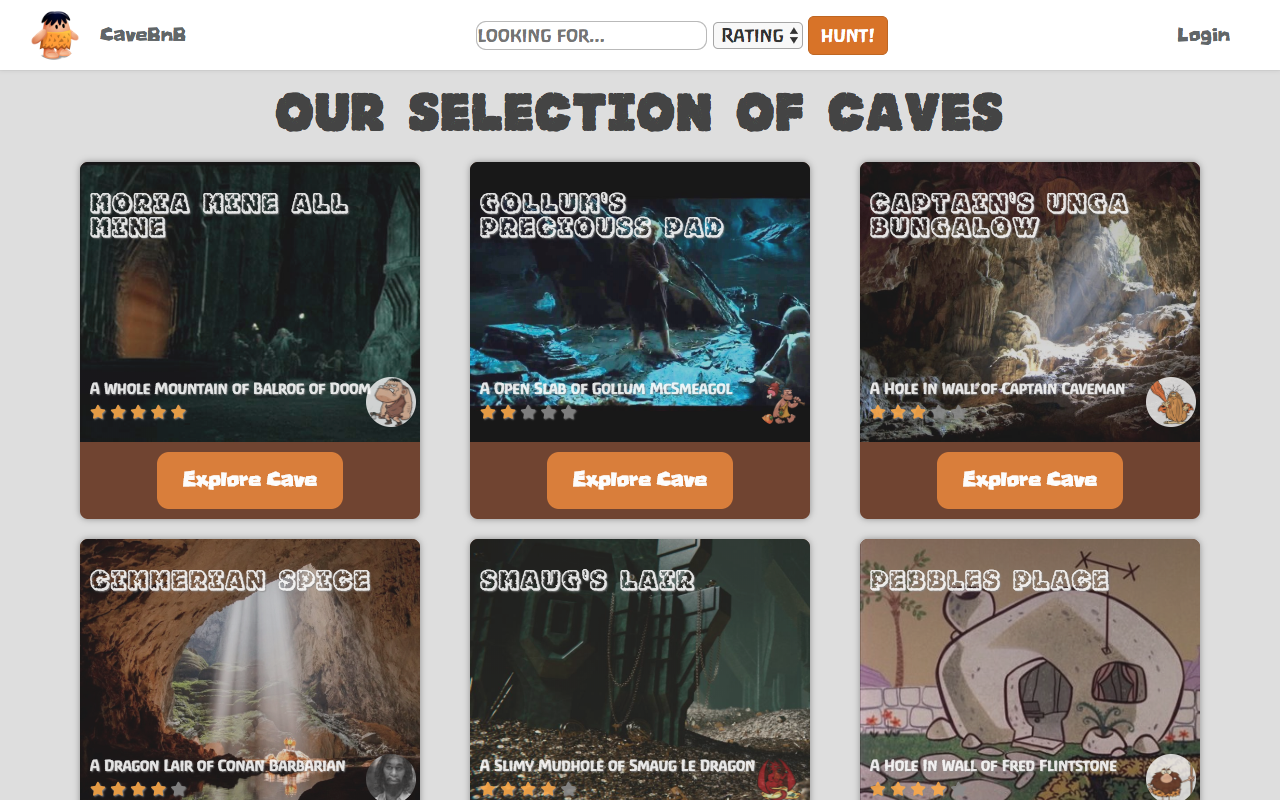 CaveBnB
LOOKING FOR...
RATING
HUNT!
Login
OUR SELECTION OF CAVES
MORIA MINE ALL
MINE
A WHOLE MOUNTAIN OF BALROG OF DOOM
Explore Cave
GOLLUM'S
PRECIOUSS PAD
A OPEN SLAB OF GOLLUM MCSMEAGOL
Explore Cave
CAPTAIN'S UNGA
BUNGALOW
A HOLE IN WALL OF CAPTAIN CAVEMAN
Explore Cave
CIMMERIAN SPICE
A DRAGON LAIR OF CONAN BARBARIAN
SMAUG'S LAIR
A SLIMY MUDHOLE OF SMAUG LE DRAGON
PEBBLES PLACE
A HOLE IN WALL OF FRED FLINTSTONE